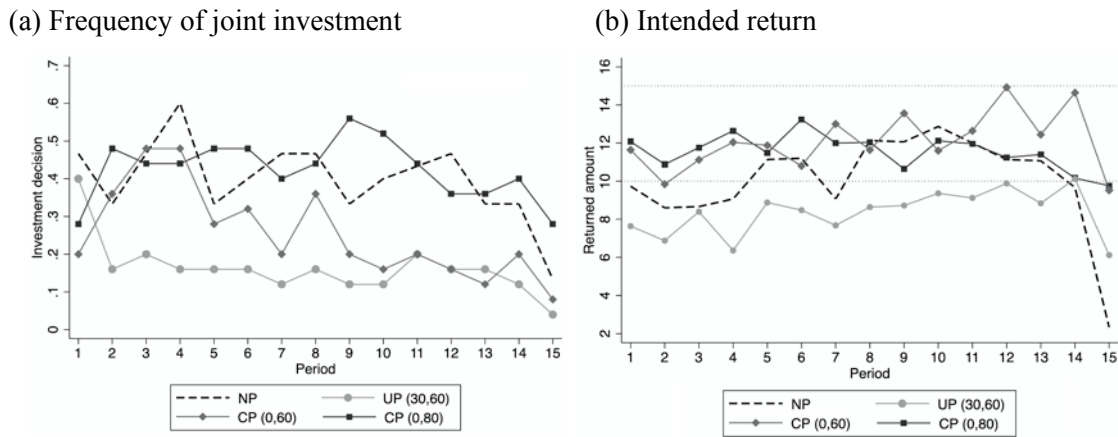 (a) Frequency of joint investment
(b) Intended return
Investment decision
.7
.6
.5
.4
.3
.2
.1
0
1 2 3 4 5 6 7 8 9 10 11 12 13 14 15
Period
NP UP (30,60)
CP (0,60) CP (0,80)
Returned amount
16
14
12
10
8
6
4
2
1 2 3 4 5 6 7 8 9 10 11 12 13 14 15
Period
NP UP (30,60)
CP (0,60) CP (0,80)